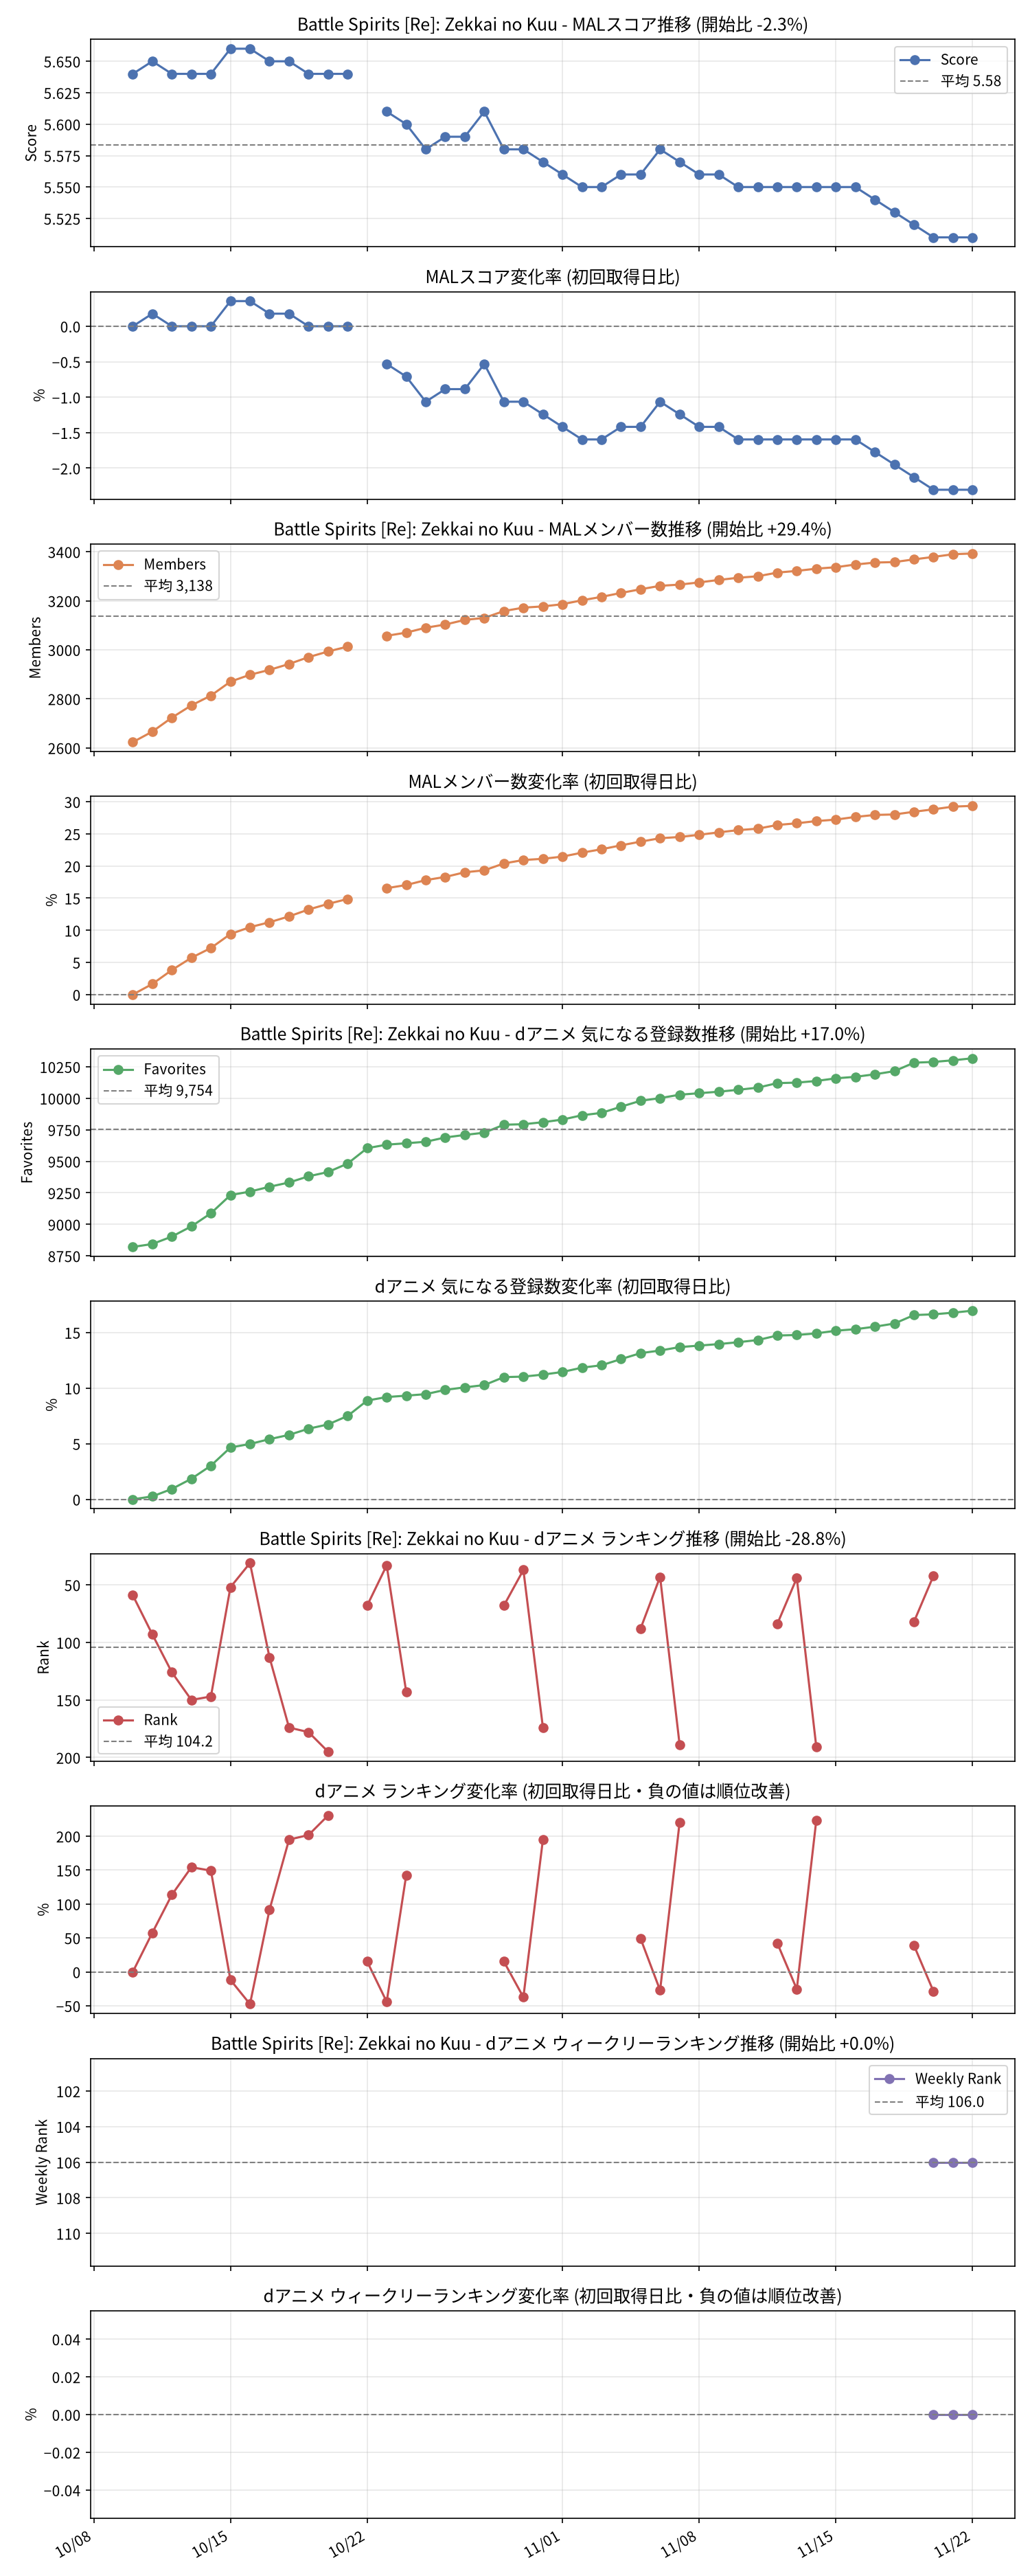 Battle Spirits [Re]: Zekkai no Kuu - MALスコア推移 (開始比 -2.3%)
5.650
5.625
5.600
5.575
5.550
5.525
Score
Score
平均 5.58
MALスコア変化率 (初回取得日比)
0.0
−0.5
−1.0
−1.5
−2.0
%
Battle Spirits [Re]: Zekkai no Kuu - MALメンバー数推移 (開始比 +29.4%)
3400
3200
3000
2800
2600
Members
Members
平均 3,138
MALメンバー数変化率 (初回取得日比)
30
25
20
15
10
5
0
%
Battle Spirits [Re]: Zekkai no Kuu - dアニメ 気になる登録数推移 (開始比 +17.0%)
10250
10000
9750
9500
9250
9000
8750
Favorites
Favorites
平均 9,754
dアニメ 気になる登録数変化率 (初回取得日比)
15
10
5
0
%
Battle Spirits [Re]: Zekkai no Kuu - dアニメ ランキング推移 (開始比 -28.8%)
50
100
150
200
Rank
Rank
平均 104.2
dアニメ ランキング変化率 (初回取得日比・負の値は順位改善)
200
150
100
50
0
−50
%
Battle Spirits [Re]: Zekkai no Kuu - dアニメ ウィークリーランキング推移 (開始比 +0.0%)
102
104
106
108
110
Weekly Rank
Weekly Rank
平均 106.0
dアニメ ウィークリーランキング変化率 (初回取得日比・負の値は順位改善)
0.04
0.02
0.00
−0.02
−0.04
%
10/08
10/15
10/22
11/01
11/08
11/15
11/22